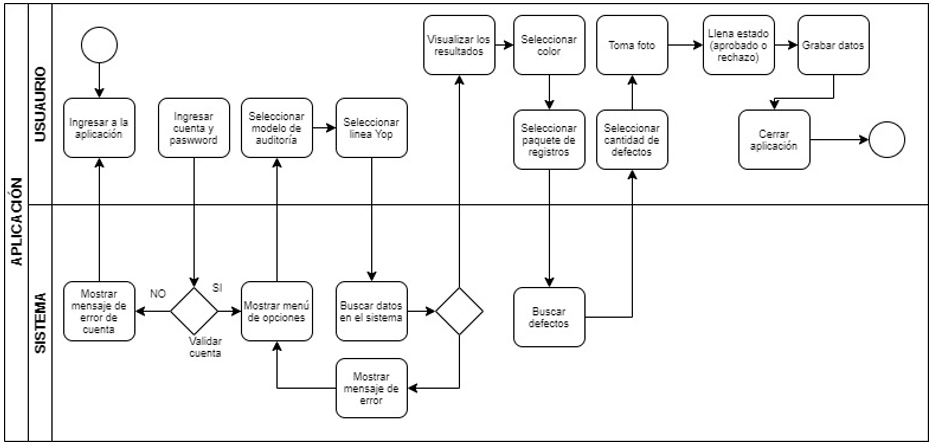 APLICACIÓN
USUAURIO
Ingresar a la
aplicación
Ingresar
cuenta y
paswword
Seleccionar
modelo de
auditoría
Seleccionar
linea Yop
Visualizar los
resultados
Seleccionar
color
Seleccionar
paquete de
registros
Toma foto
Seleccionar
cantidad de
defectos
Llena estado
(aprobado o
rechazo)
Grabar datos
Cerrar
aplicación
SISTEMA
Mostrar
mensaje de
error de
cuenta
NO
SI
Validar
cuenta
Mostrar menú
de opciones
Buscar datos
en el sistema
Mostrar
mensaje de
error
Buscar
defectos